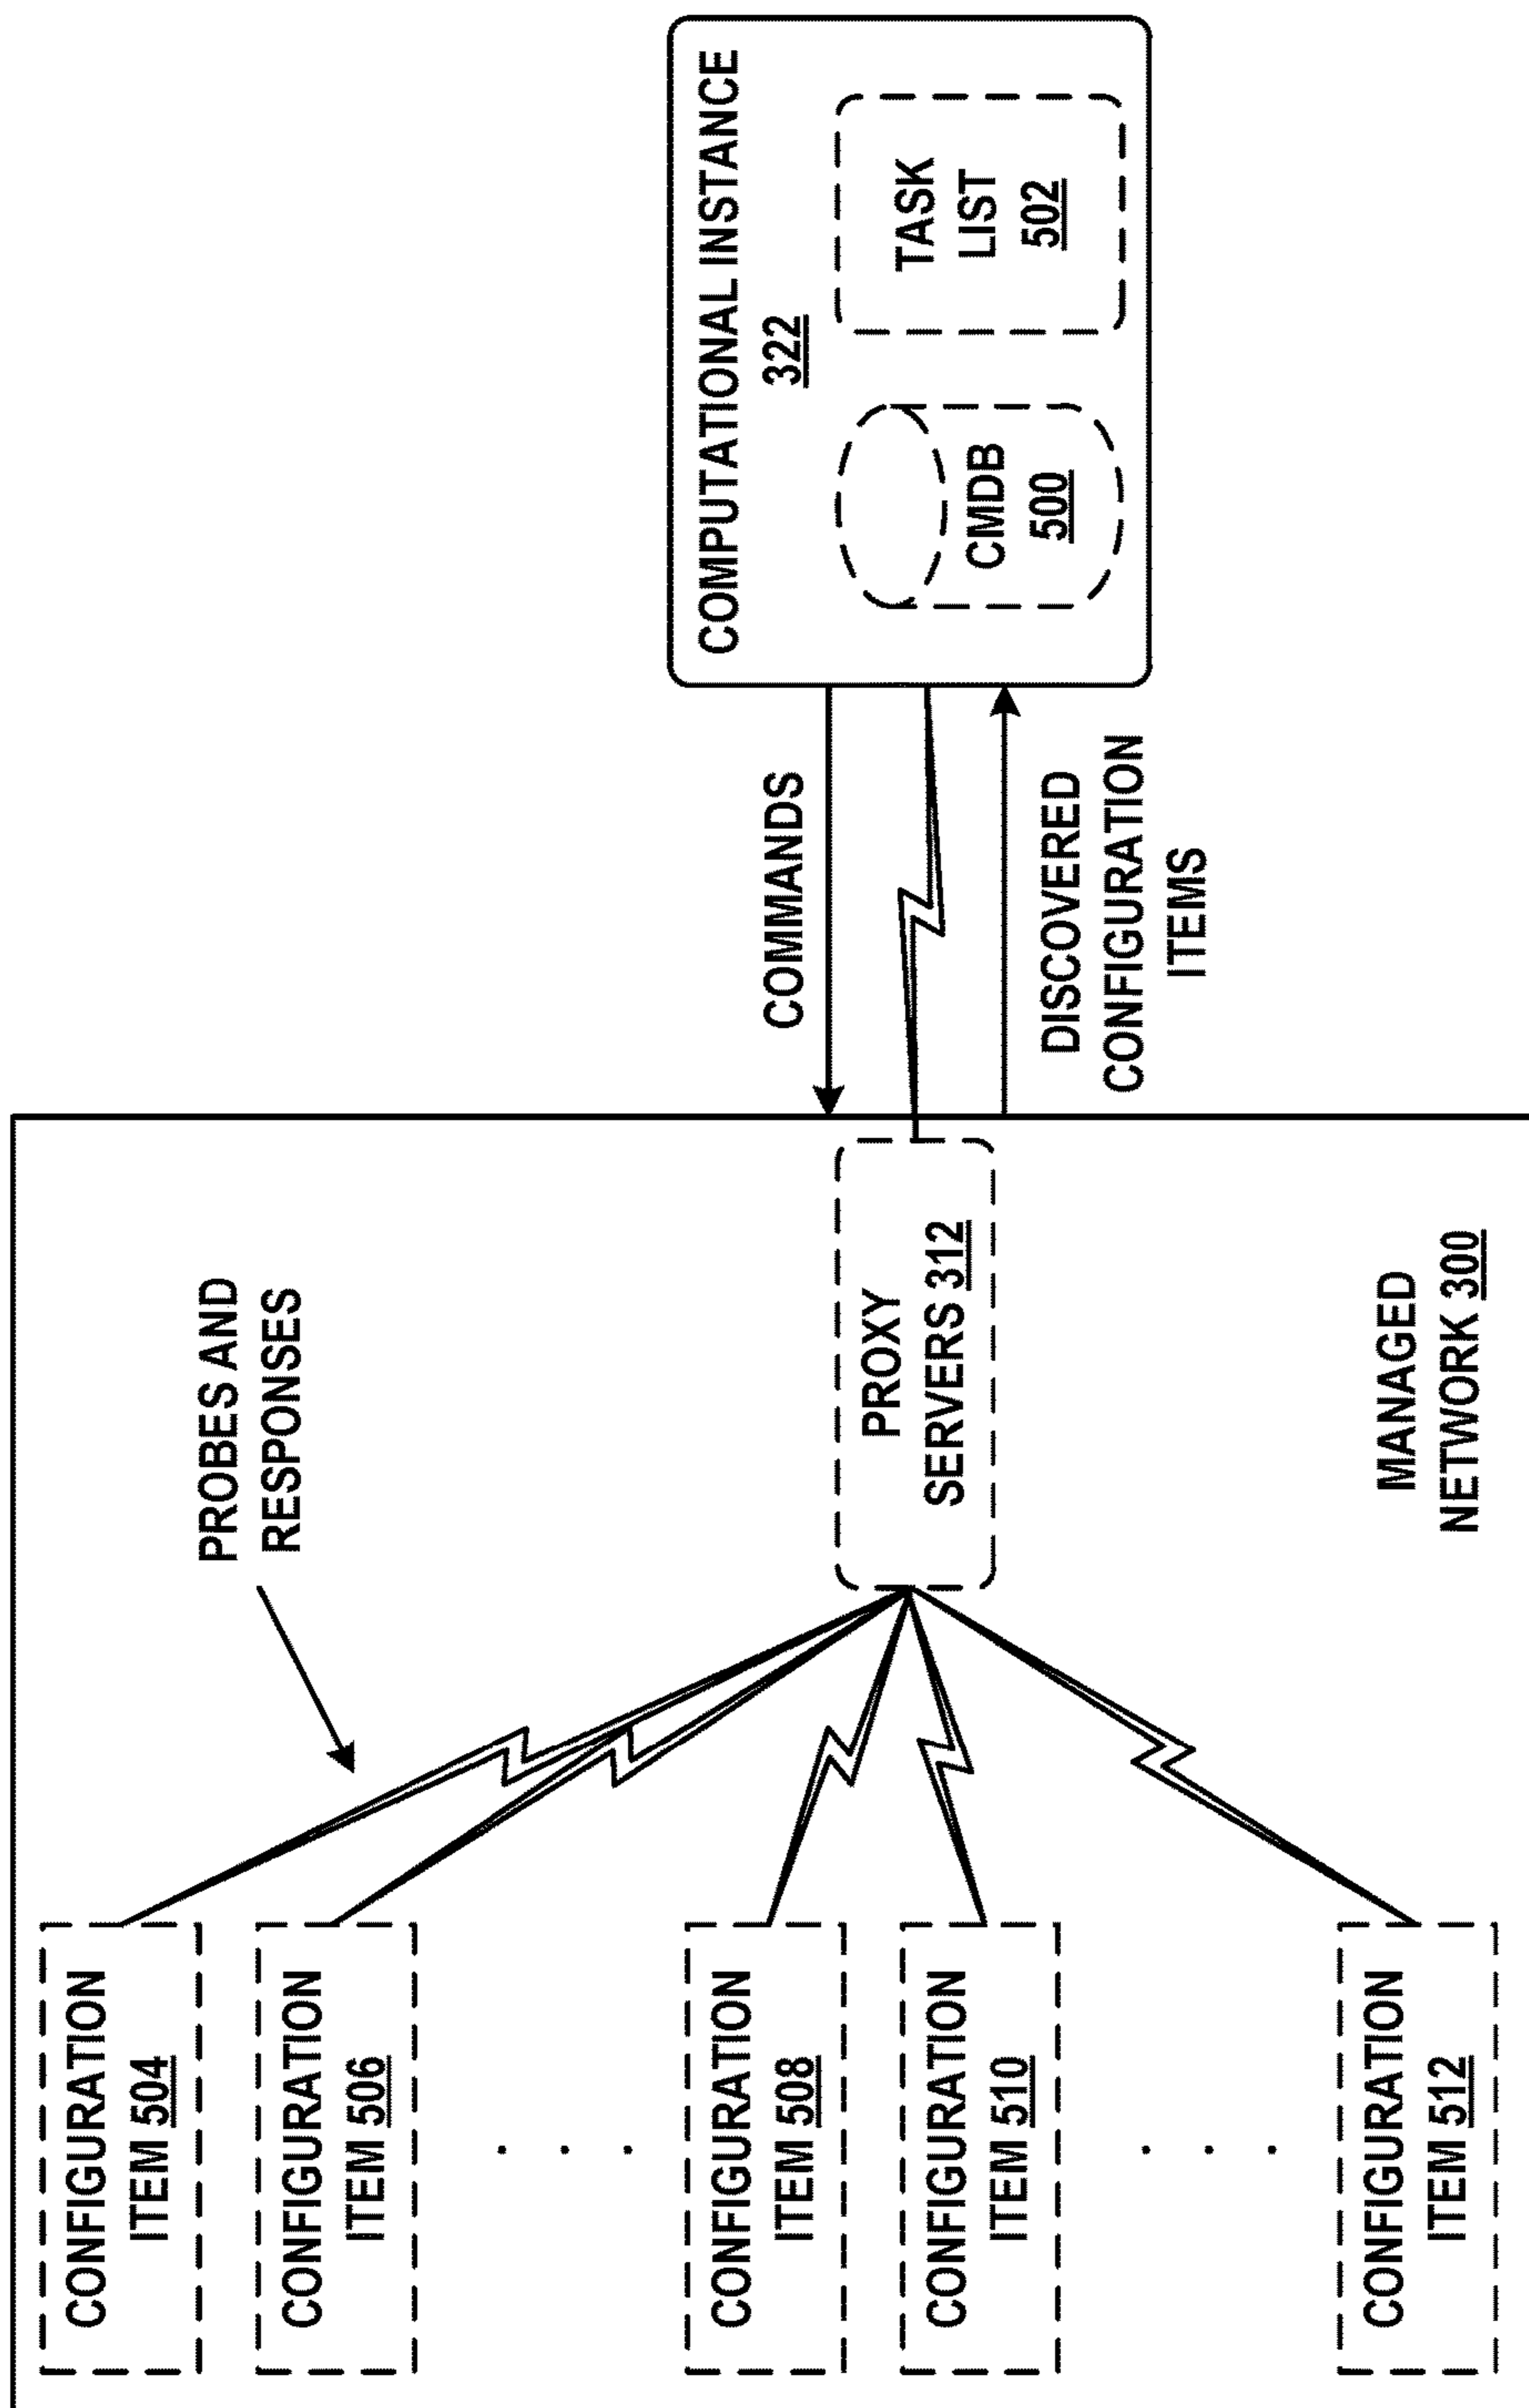 CONFIGURATION
ITEM 504
CONFIGURATION
ITEM 506
. . .
CONFIGURATION
ITEM 508
CONFIGURATION
ITEM 510
. . .
CONFIGURATION
ITEM 512
PROBES AND
RESPONSES
PROXY
SERVERS 312
MANAGED
NETWORK 300
COMMANDS
DISCOVERED
CONFIGURATION
ITEMS
COMPUTATIONAL INSTANCE
322
CMDB
500
TASK
LIST
502